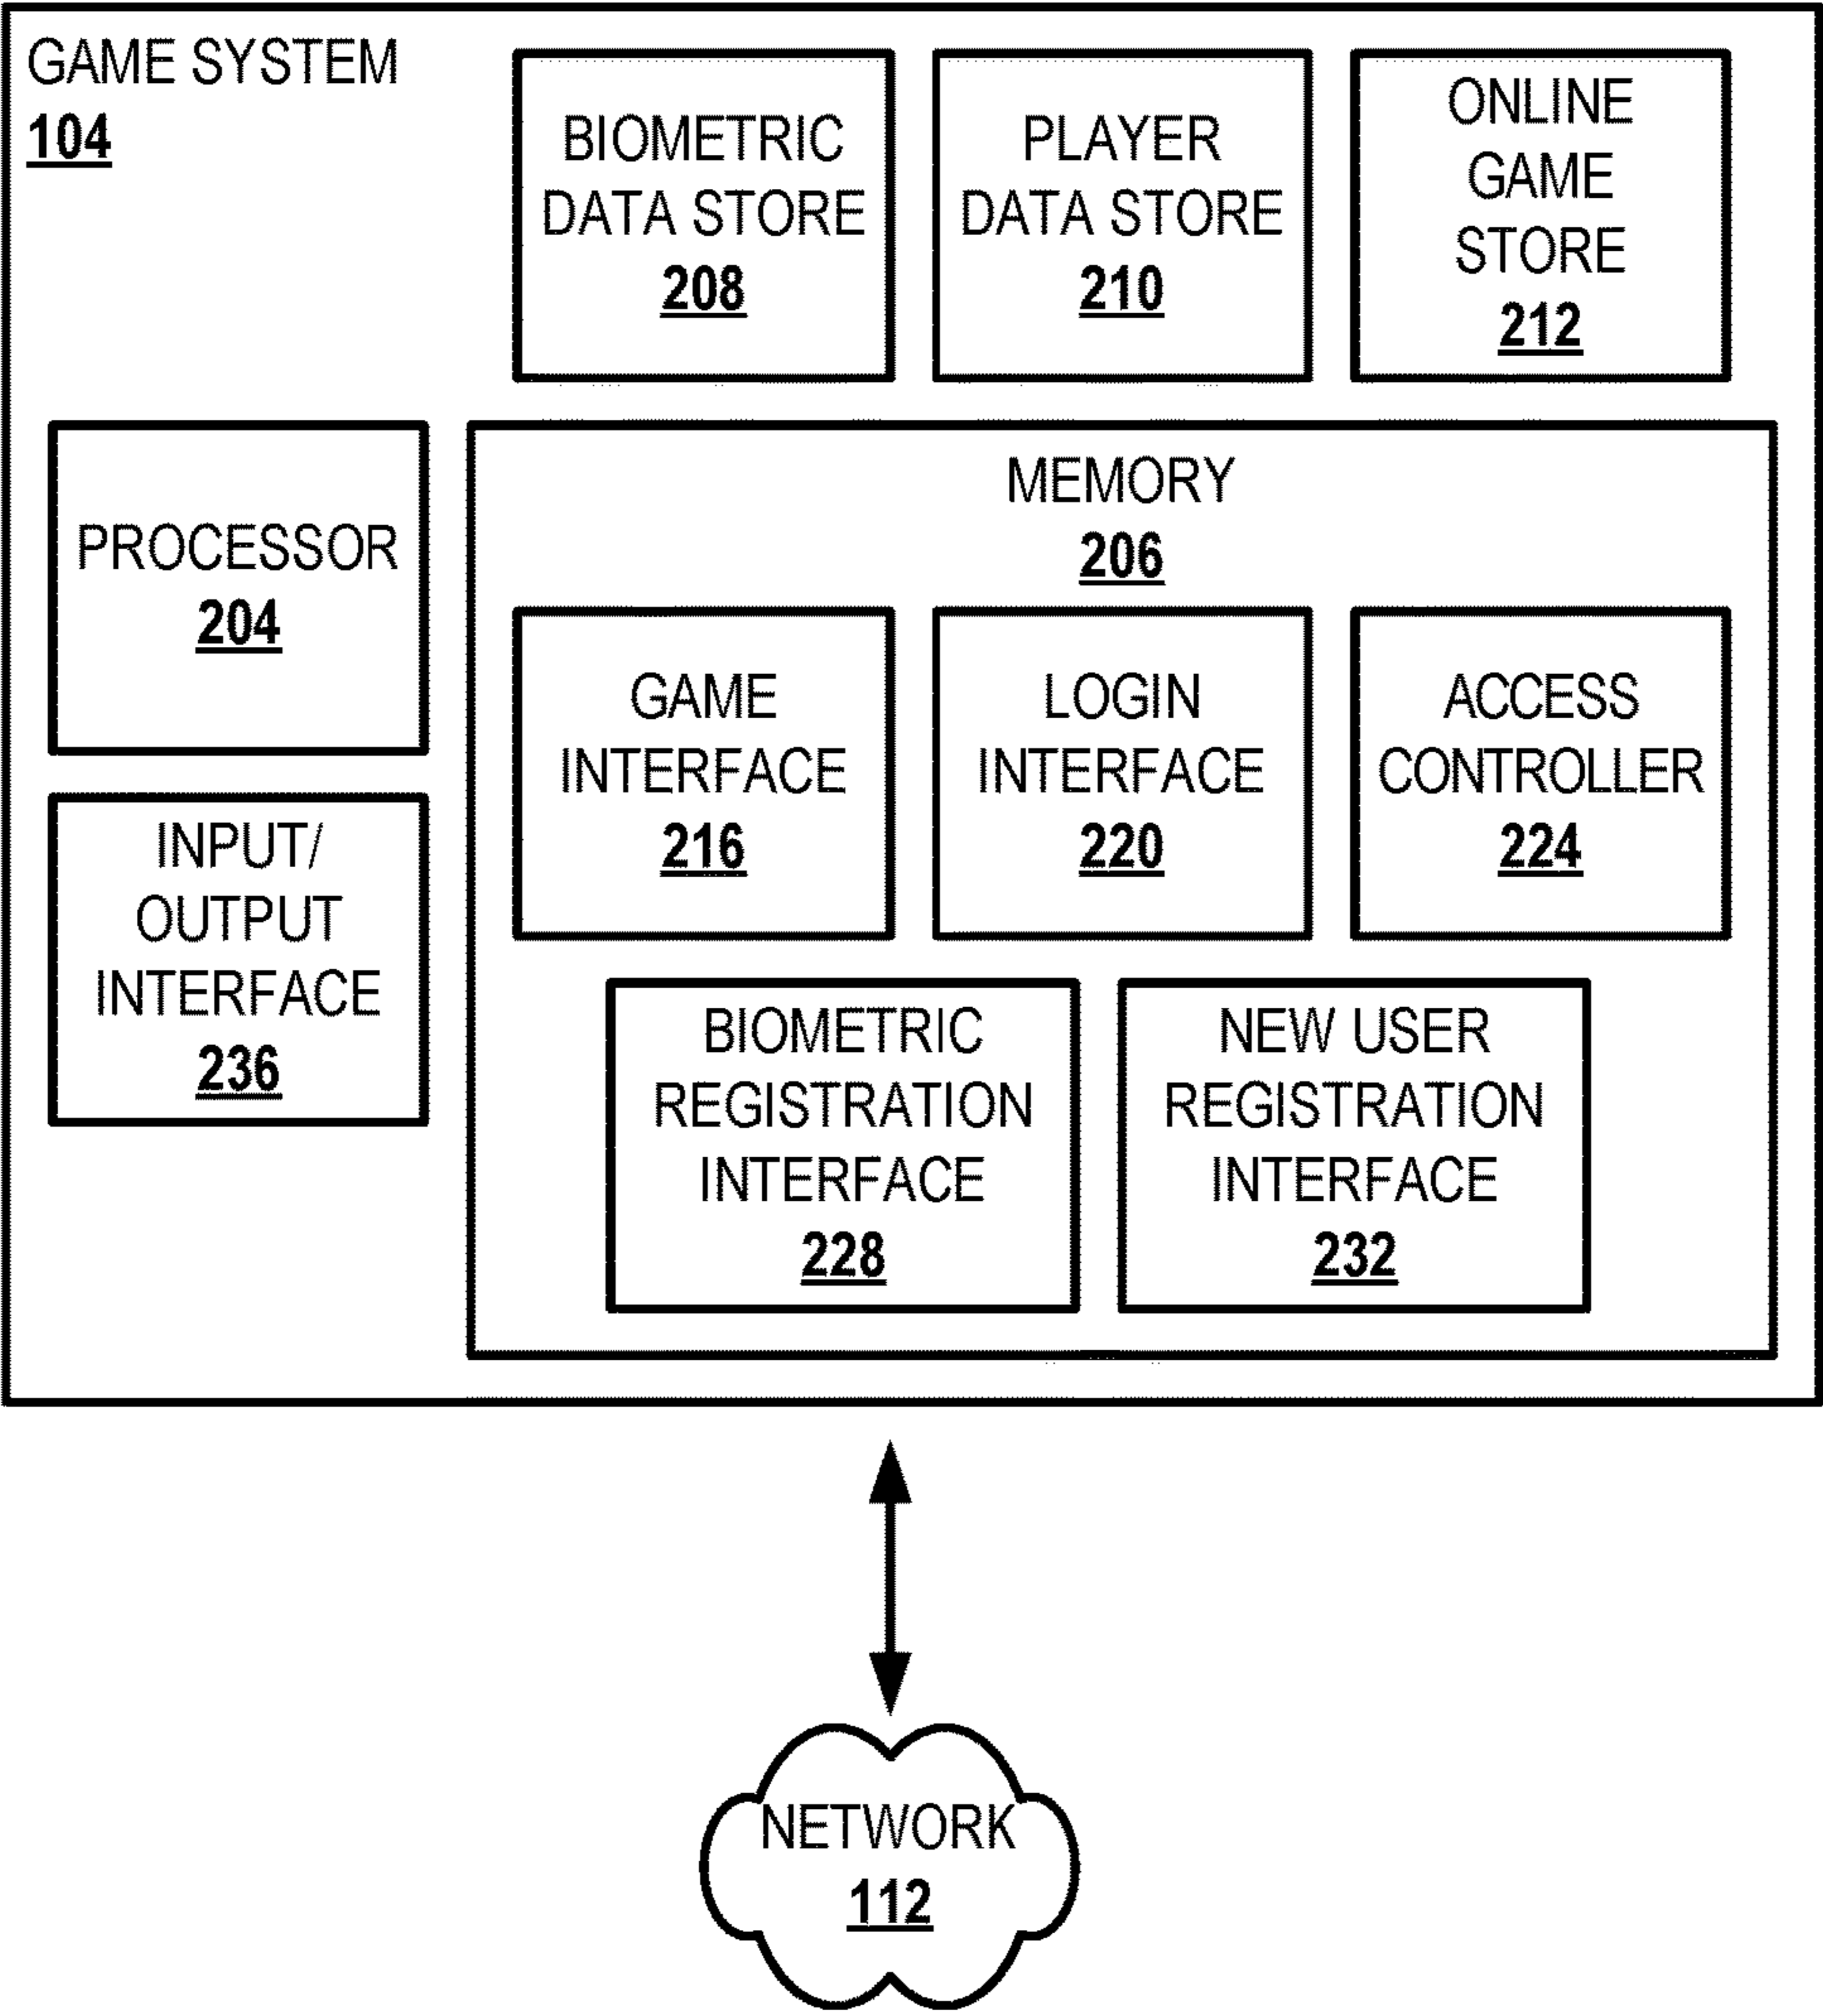 GAME SYSTEM
104
BIOMETRIC
DATA STORE
208
PLAYER
DATA STORE
210
ONLINE
GAME
STORE
212
PROCESSOR
204
INPUT/
OUTPUT
INTERFACE
236
MEMORY
206
GAME
INTERFACE
216
LOGIN
INTERFACE
220
ACCESS
CONTROLLER
224
BIOMETRIC
REGISTRATION
INTERFACE
228
NEW USER
REGISTRATION
INTERFACE
232
NETWORK
112